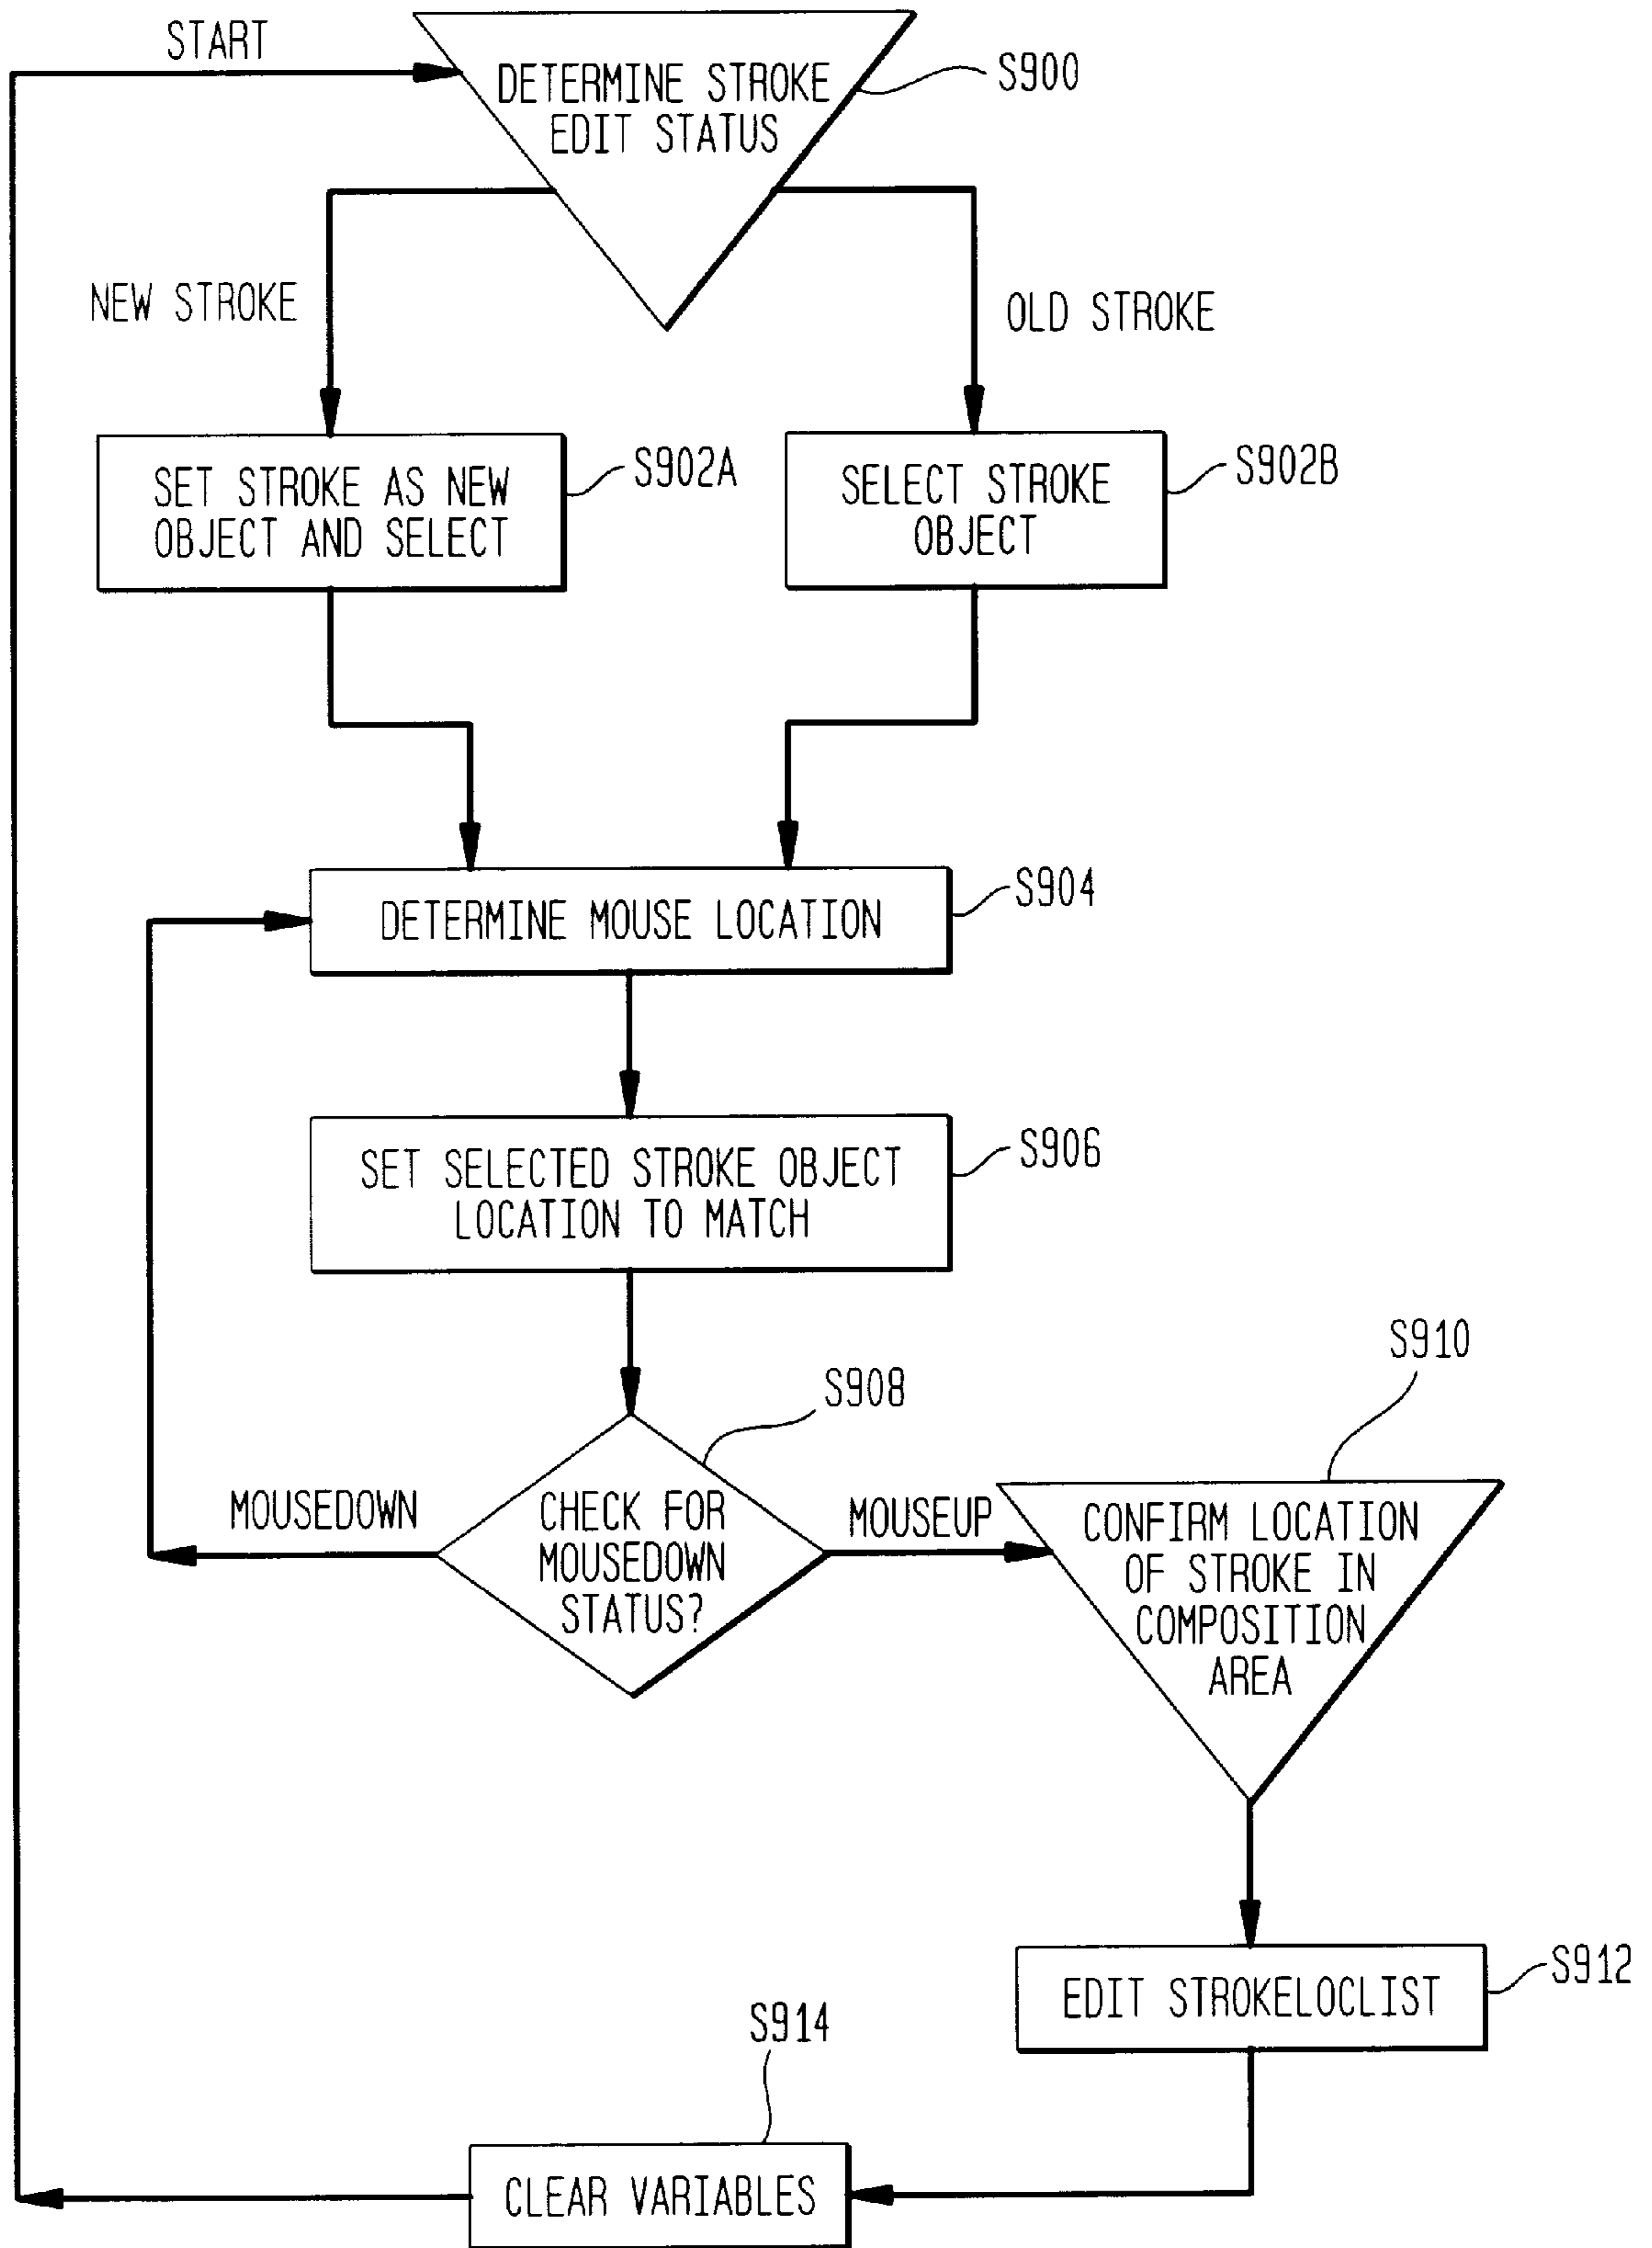 START
DETERMINE STROKE
EDIT STATUS
S900
NEW STROKE
OLD STROKE
SET STROKE AS NEW
OBJECT AND SELECT
S902A
SELECT STROKE
OBJECT
S902B
DETERMINE MOUSE LOCATION
S904
SET SELECTED STROKE OBJECT
LOCATION TO MATCH
S906
S908
MOUSEDOWN
CHECK FOR
MOUSEDOWN
STATUS?
MOUSEUP
S910
CONFIRM LOCATION
OF STROKE IN
COMPOSITION
AREA
EDIT STROKELOCLIST
S912
S914
CLEAR VARIABLES